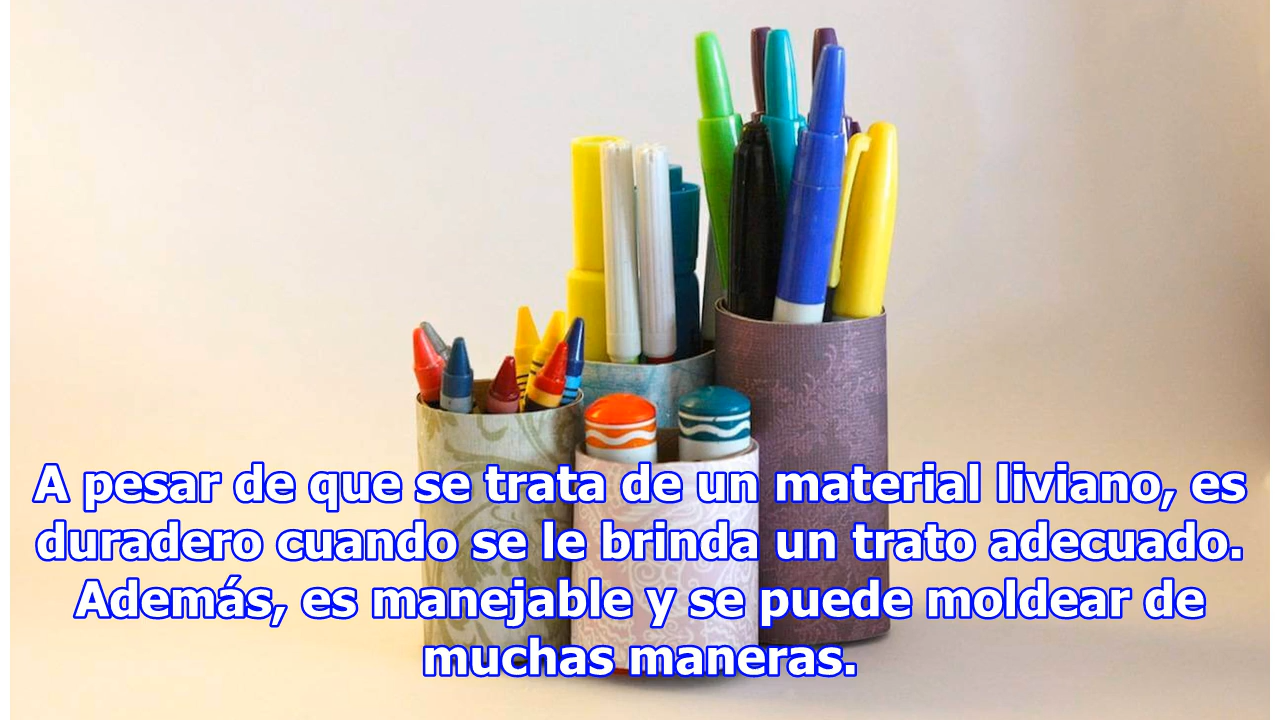 A pesar de que se trata de un material liviano, es
duradero cuando se le brinda un trato adecuado.
Además, es manejable y se puede moldear de
muchas maneras.